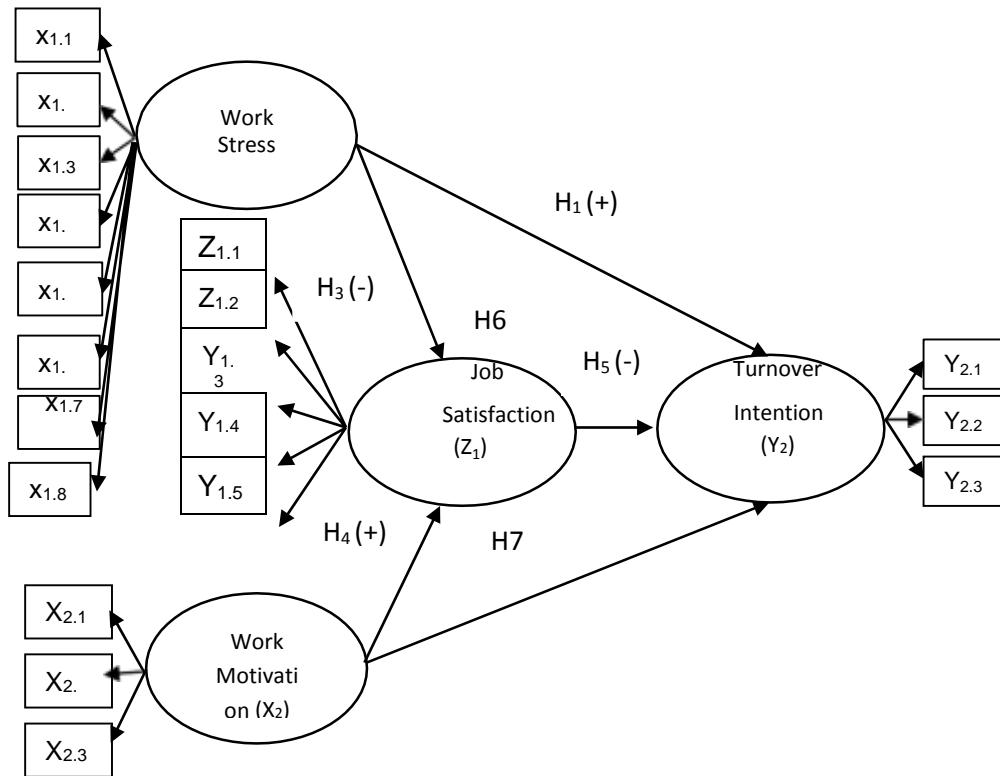 x1.1
x1.
x1.3
x1.
x1.
x1.
x1.7
x1.8
Work
Stress
H1 (+)
Z1.1
Z1.2
Y1.
3
Y1.4
Y1.5
H3 (-)
H6
H5 (-)
Job
Satisfaction
(Z1)
Turnover
Intention
(Y2)
Y2.1
Y2.2
Y2.3
H4 (+)
H7
X2.1
X2.
X2.3
Work
Motivati
on (X2)